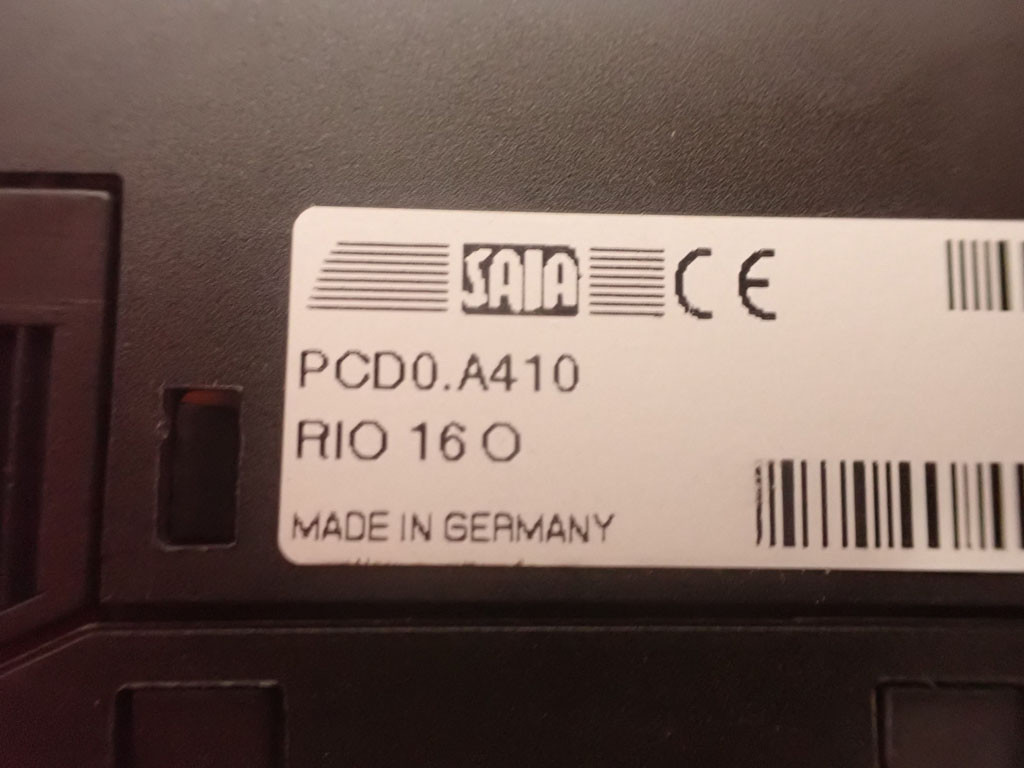 SAIA CE
PCD0.A410
RIO 16 O
MADE IN GERMANY